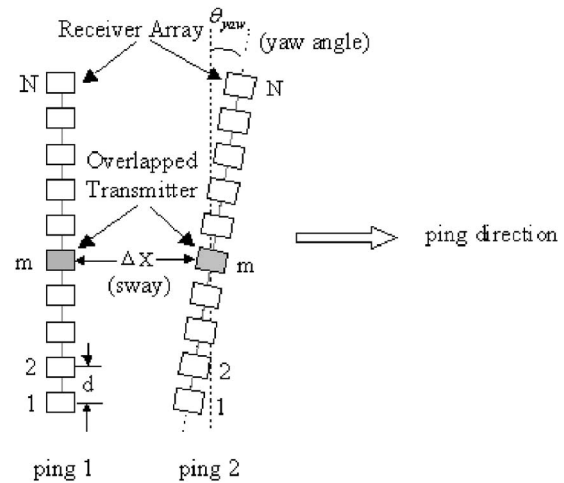 θyaw
Receiver Array
(yaw angle)
N
N
Overlapped
Transmitter
ping direction
m
ΔX
m
(sway)
2
d
2
1
1
ping 1
ping 2